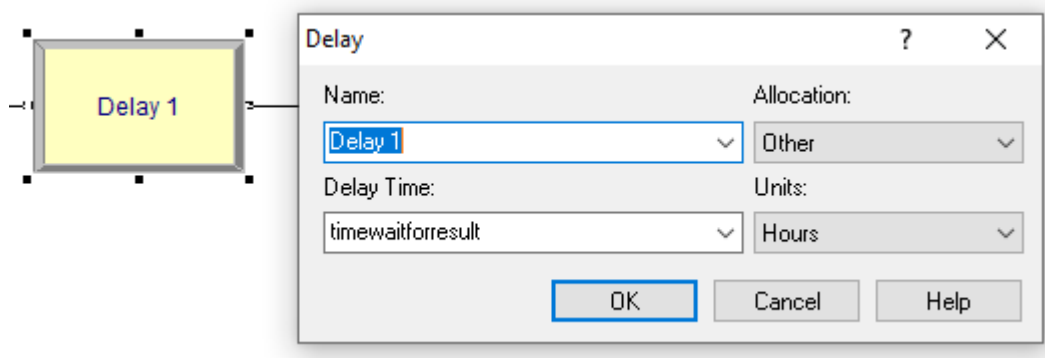 Delay 1
Delay ? X
Name: Allocation:
Delay 1 Other
Delay Time: Units:
timewaitforresult Hours
OK Cancel Help